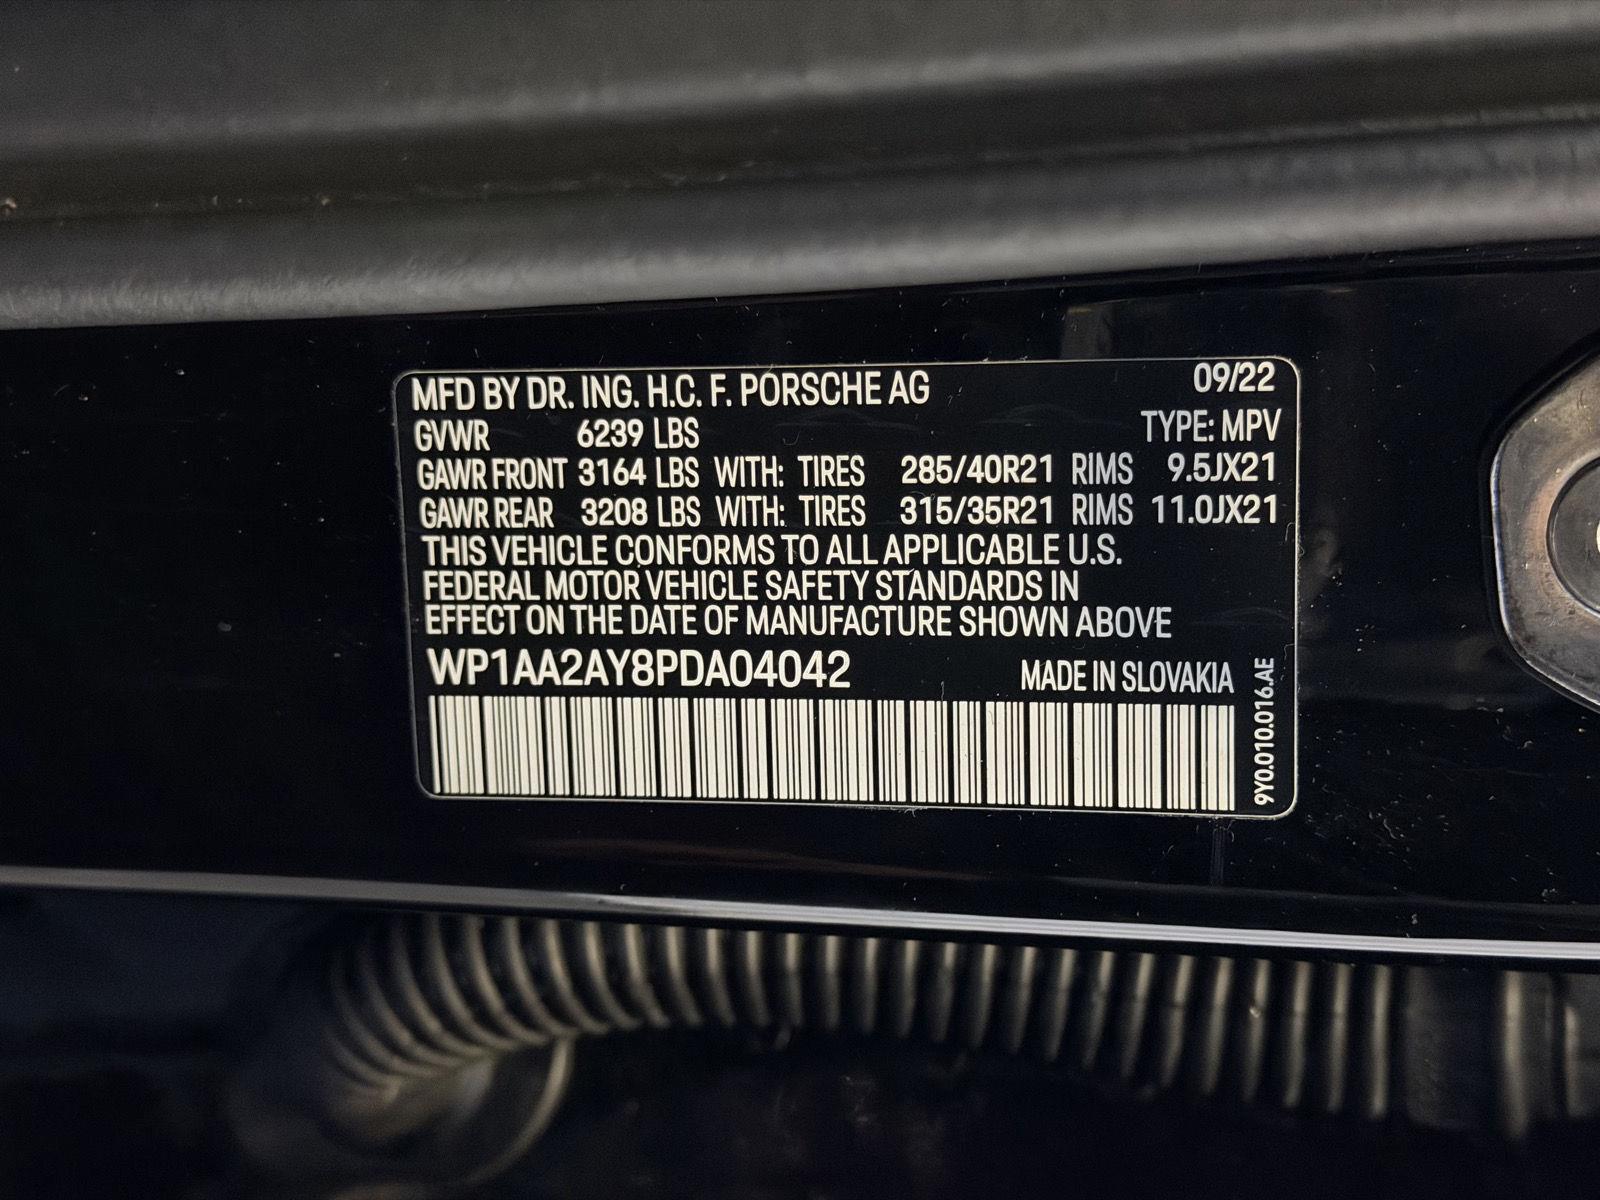 MFD BY DR. ING. H.C. F. PORSCHE AG 09/22
GVWR 6239 LBS TYPE: MPV
GAWR FRONT 3164 LBS WITH: TIRES 285/40R21 RIMS 9.5JX21
GAWR REAR 3208 LBS WITH: TIRES 315/35R21 RIMS 11.0JX21
THIS VEHICLE CONFORMS TO ALL APPLICABLE U.S.
FEDERAL MOTOR VEHICLE SAFETY STANDARDS IN
EFFECT ON THE DATE OF MANUFACTURE SHOWN ABOVE
WP1AA2AY8PDA04042 MADE IN SLOVAKIA
9Y0.010.016.AE